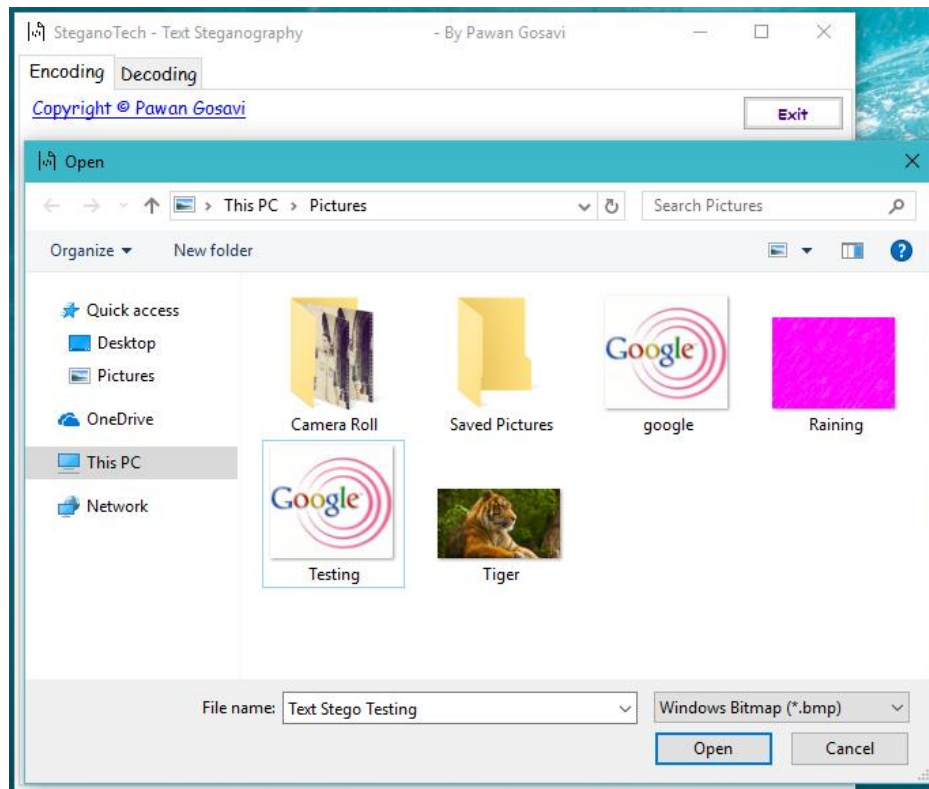 SteganoTech - Text Steganography - By Pawan Gosavi
Encoding Decoding
Copyright © Pawan Gosavi Exit
Open
This PC > Pictures Search Pictures
Organize New folder
Quick access
Desktop
Pictures
OneDrive
This PC
Network
Google
Camera Roll Saved Pictures google Raining
Google
Testing Tiger
File name: Text Stego Testing Windows Bitmap (*.bmp)
Open Cancel